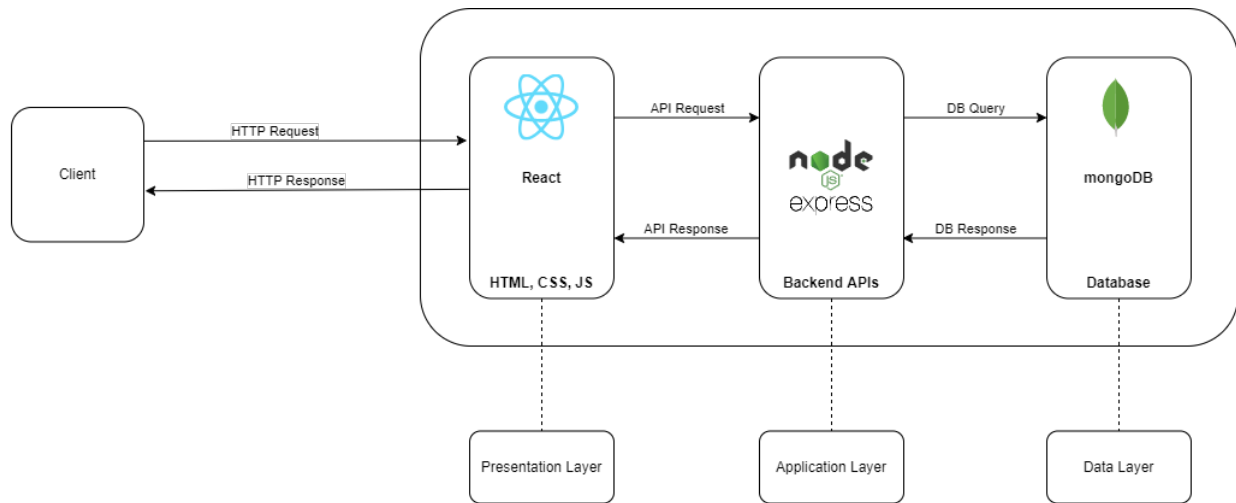 Client
HTTP Request
HTTP Response
React
HTML, CSS, JS
API Request
API Response
node
JS
express
Backend APIs
DB Query
DB Response
mongoDB
Database
Presentation Layer
Application Layer
Data Layer